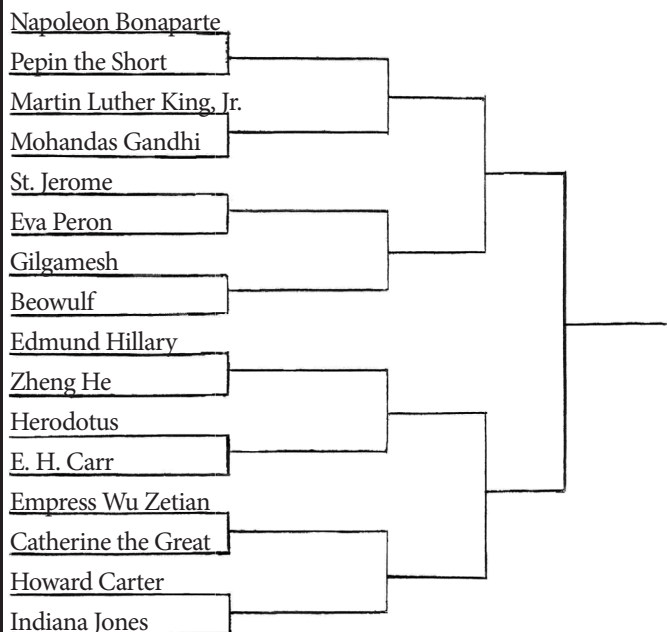 Napoleon Bonaparte
Pepin the Short
Martin Luther King, Jr.
Mohandas Gandhi
St. Jerome
Eva Peron
Gilgamesh
Beowulf
Edmund Hillary
Zheng He
Herodotus
E. H. Carr
Empress Wu Zetian
Catherine the Great
Howard Carter
Indiana Jones